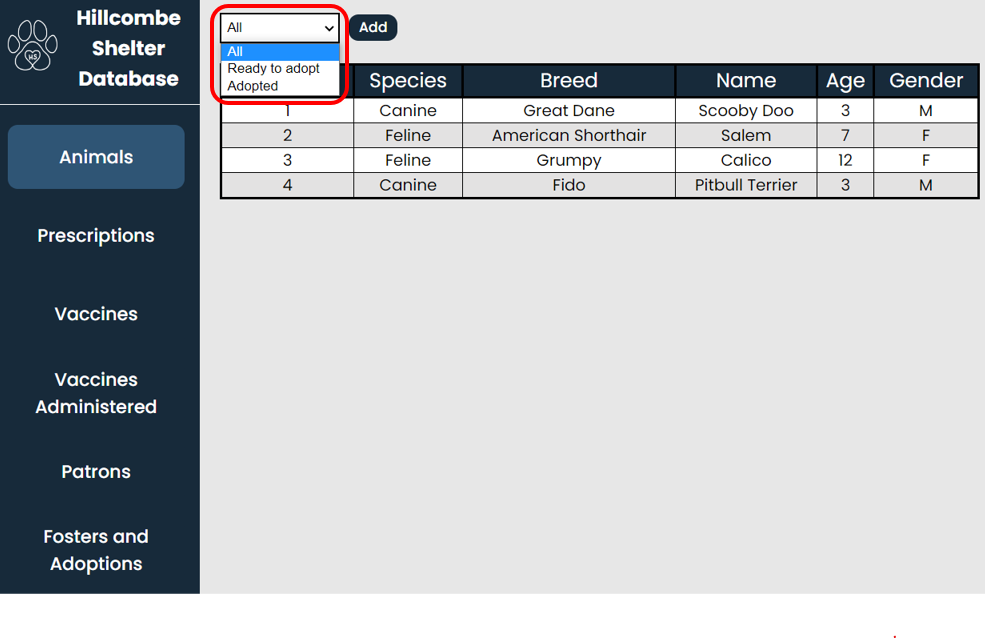 Hillcombe
Shelter
Database
HS
Animals
Prescriptions
Vaccines
Vaccines
Administered
Patrons
Fosters and
Adoptions
All Add
All
Ready to adopt
Adopted
Species Breed Name Age Gender
1 Canine Great Dane Scooby Doo 3 M
2 Feline American Shorthair Salem 7 F
3 Feline Grumpy Calico 12 F
4 Canine Fido Pitbull Terrier 3 M